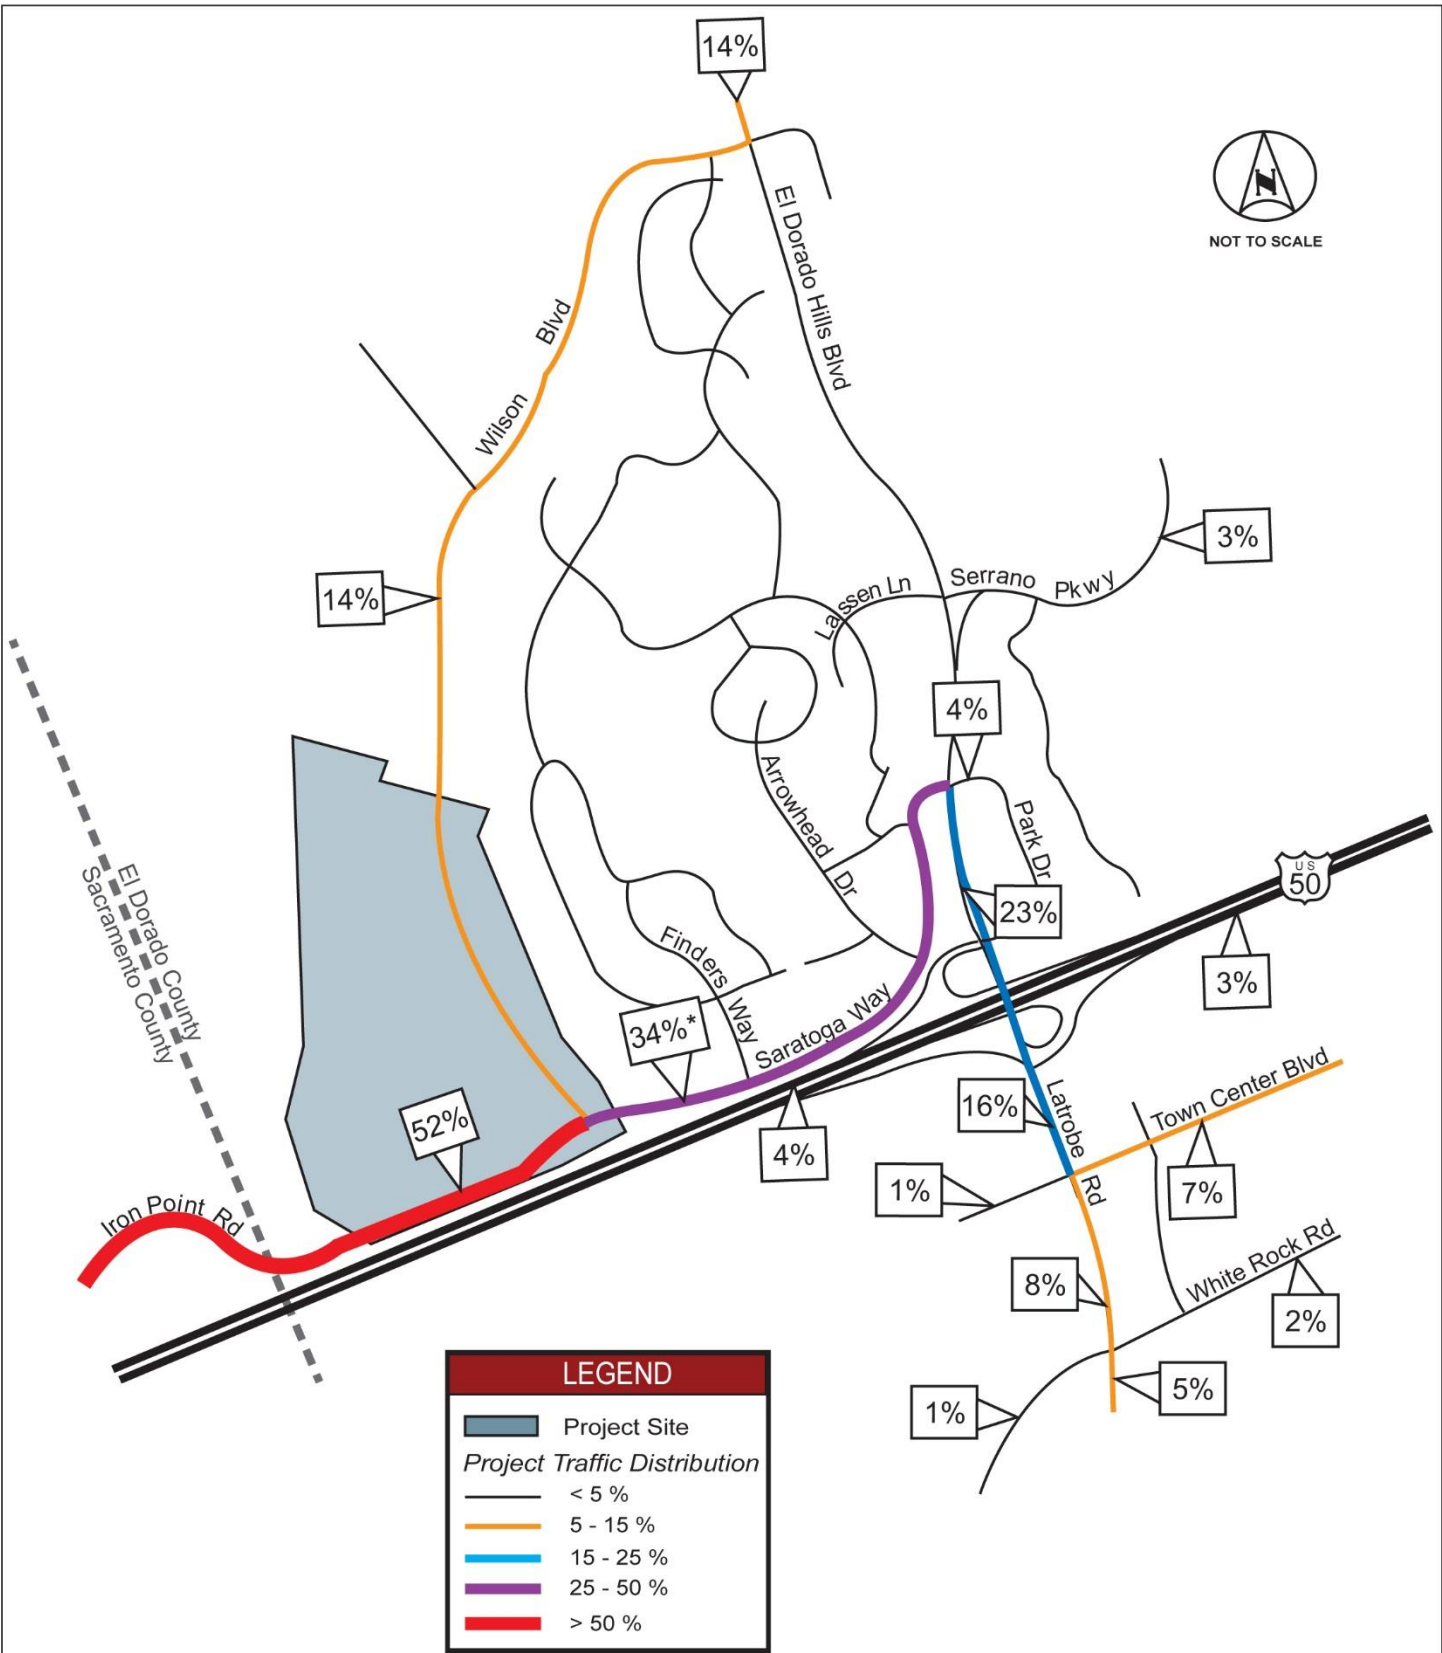 14%
N
NOT TO SCALE
El Dorado Hills Blvd
Wilson Blvd
3%
Lassen Ln
Serrano Pkwy
14%
4%
Arrowhead Dr
Park Dr
US
50
El Dorado County
Sacramento County
23%
Finders Way
3%
34%*
Saratoga Way
52%
16%
Latrobe Rd
Town Center Blvd
4%
1%
7%
Iron Point Rd
White Rock Rd
8%
2%
5%
1%
LEGEND
Project Site
Project Traffic Distribution
< 5 %
5 - 15 %
15 - 25 %
25 - 50 %
> 50 %